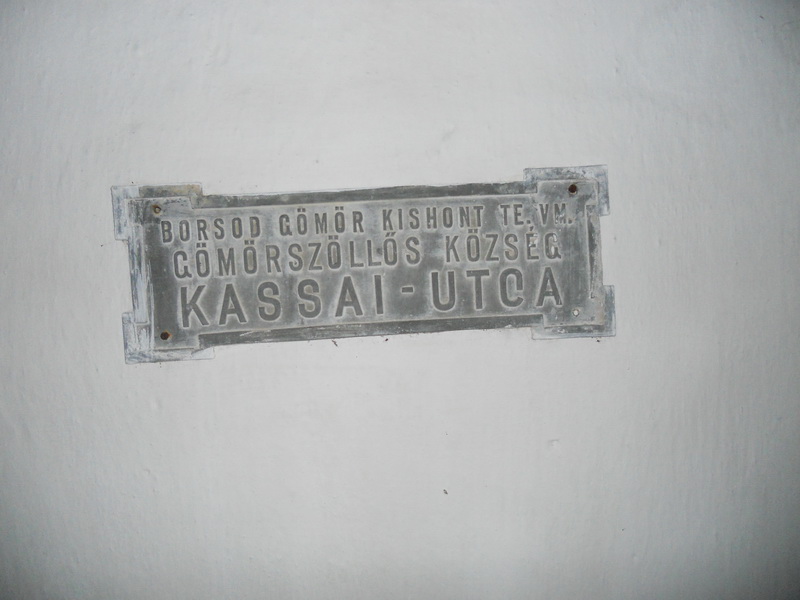 BORSOD GÖMÖR KISHONT TE. VM.
GÖMÖRSZÖLLŐS KÖZSÉG
KASSAI-UTCA